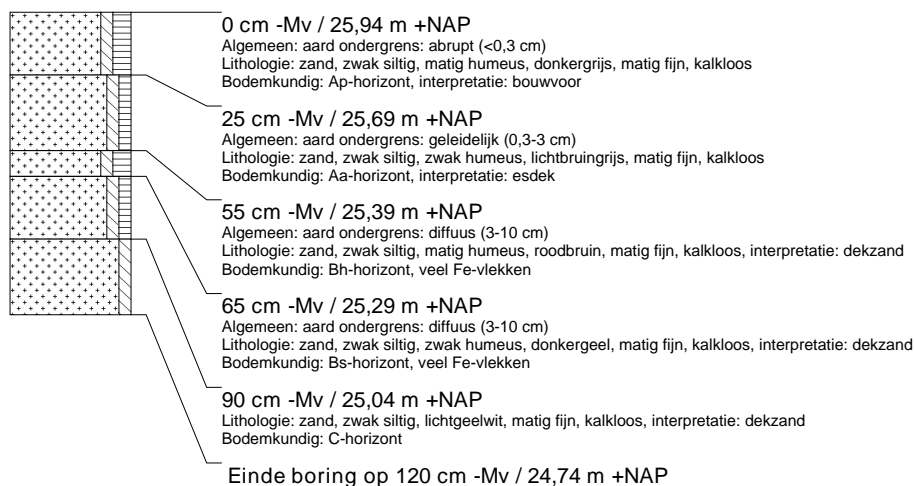 0 cm -Mv / 25,94 m +NAP
Algemeen: aard ondergrens: abrupt (<0,3 cm)
Lithologie: zand, zwak siltig, matig humeus, donkergrijs, matig fijn, kalkloos
Bodemkundig: Ap-horizont, interpretatie: bouwvoor
25 cm -Mv / 25,69 m +NAP
Algemeen: aard ondergrens: geleidelijk (0,3-3 cm)
Lithologie: zand, zwak siltig, zwak humeus, lichtbruingrijs, matig fijn, kalkloos
Bodemkundig: Aa-horizont, interpretatie: esdek
55 cm -Mv / 25,39 m +NAP
Algemeen: aard ondergrens: diffuus (3-10 cm)
Lithologie: zand, zwak siltig, matig humeus, roodbruin, matig fijn, kalkloos, interpretatie: dekzand
Bodemkundig: Bh-horizont, veel Fe-vlekken
65 cm -Mv / 25,29 m +NAP
Algemeen: aard ondergrens: diffuus (3-10 cm)
Lithologie: zand, zwak siltig, zwak humeus, donkergeel, matig fijn, kalkloos, interpretatie: dekzand
Bodemkundig: Bs-horizont, veel Fe-vlekken
90 cm -Mv / 25,04 m +NAP
Lithologie: zand, zwak siltig, lichtgeelwit, matig fijn, kalkloos, interpretatie: dekzand
Bodemkundig: C-horizont
Einde boring op 120 cm -Mv / 24,74 m +NAP